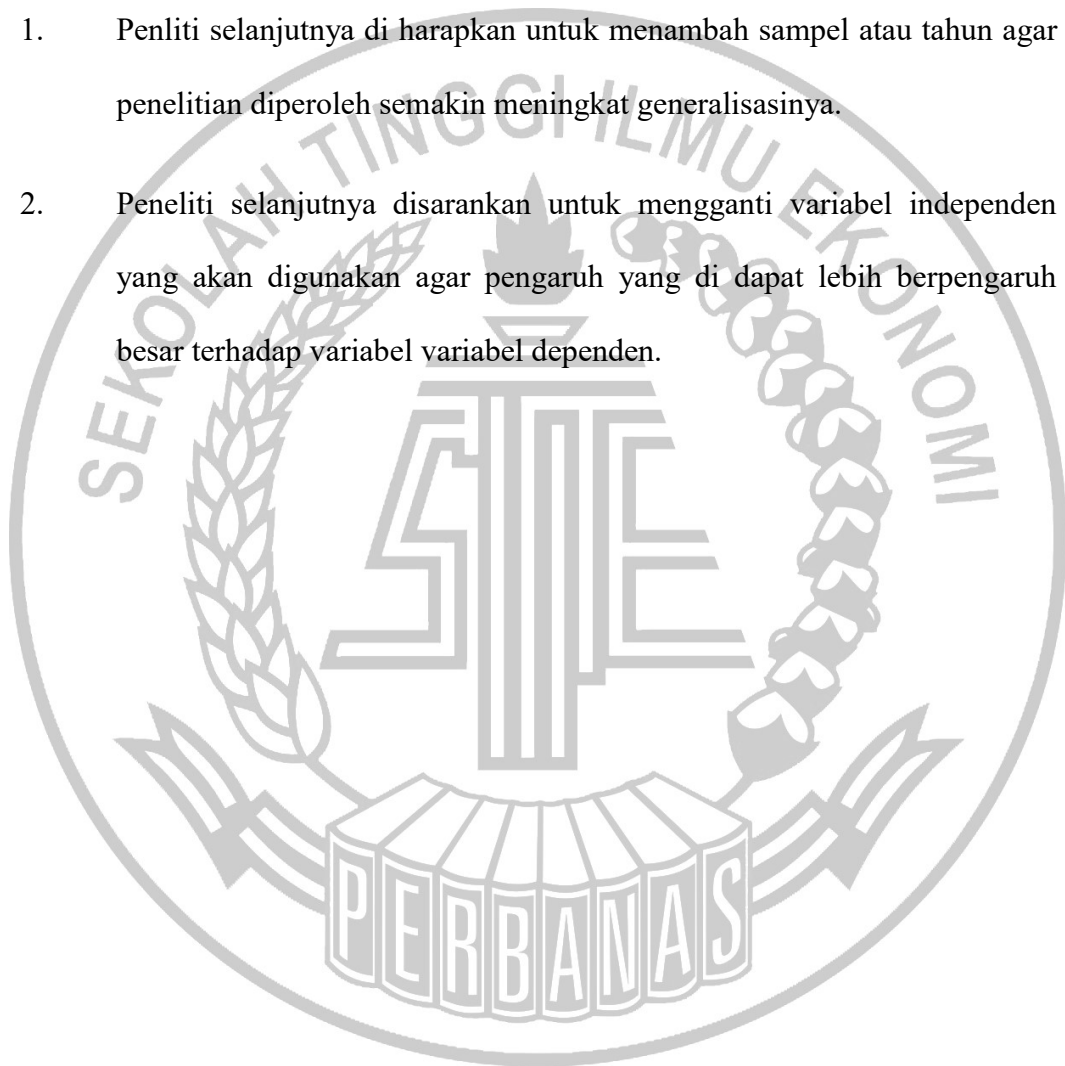 1. Penliti selanjutnya di harapkan untuk menambah sampel atau tahun agar
penelitian diperoleh semakin meningkat generalisasinya.
2. Peneliti selanjutnya disarankan untuk mengganti variabel independen
yang akan digunakan agar pengaruh yang di dapat lebih berpengaruh
besar terhadap variabel variabel dependen.
SEKOLAH TINGGI ILMU EKONOMI
STIE
PERBANAS